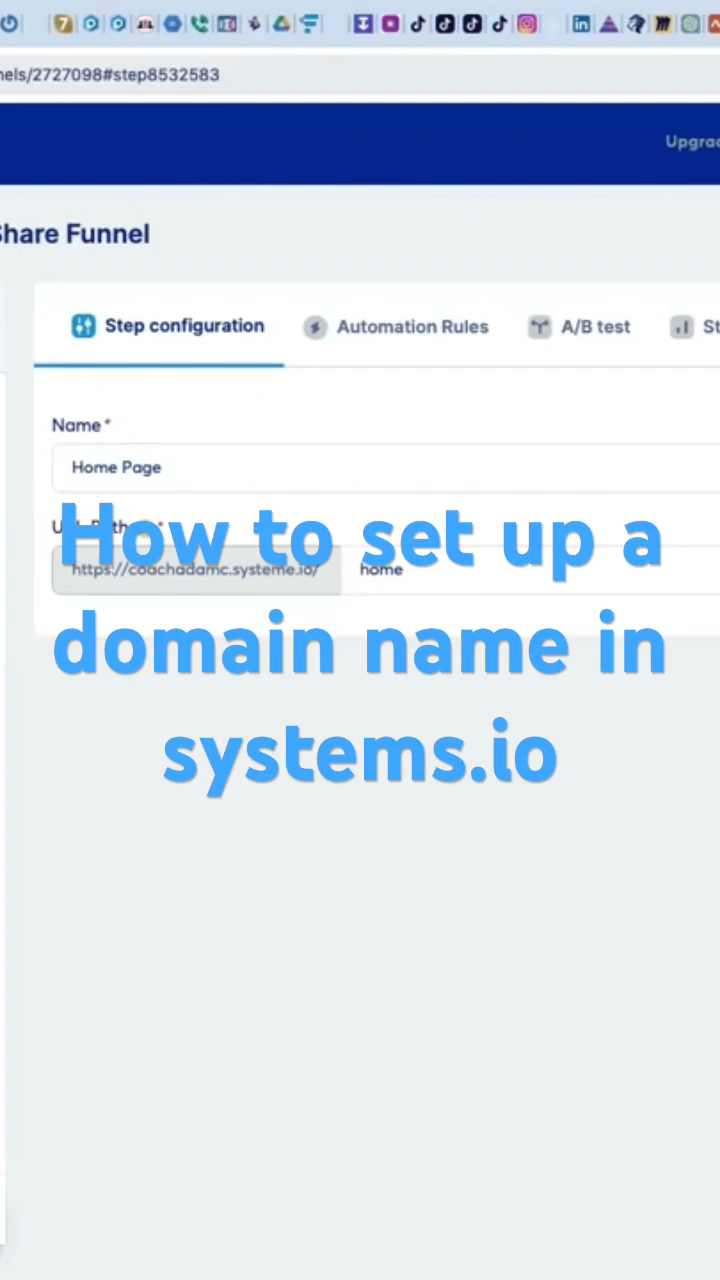 nels/2727098#step8532583
Upgrad
Share Funnel
Step configuration
Automation Rules
A/B test
St
Name*
Home Page
https://coachadamc.systeme.io/
home
How to set up a
domain name in
systems.io